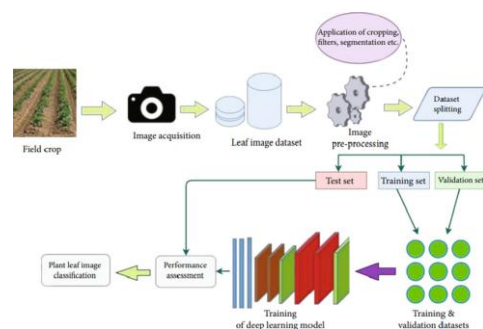 Application of cropping,
filters, segmentation etc.
Field crop
Image acquisition
Leaf image dataset
Image
pre-processing
Dataset
splitting
Test set
Training set
Validation set
Plant leaf image
classification
Performance
assessment
Training
of deep learning model
Training &
validation datasets